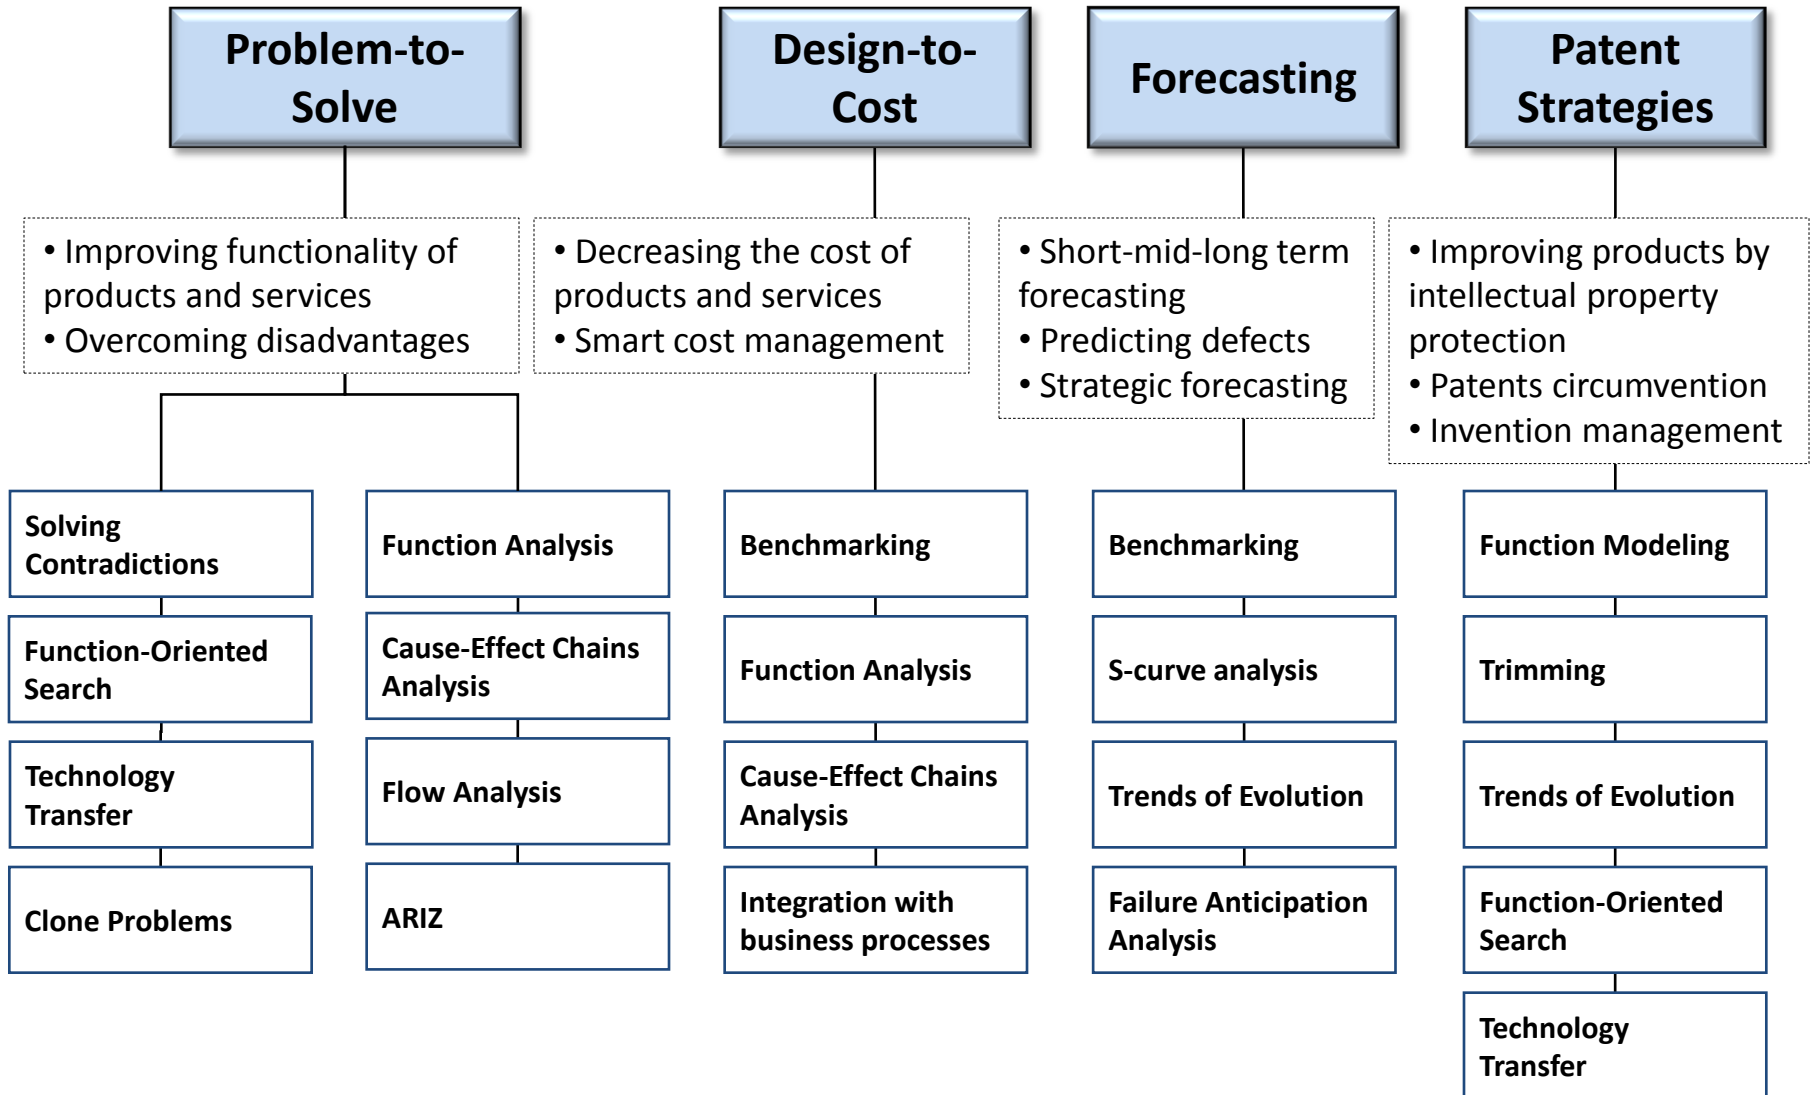 Problem-to-
Solve
Design-to-
Cost
Forecasting
Patent
Strategies
• Improving functionality of
products and services
• Overcoming disadvantages
• Decreasing the cost of
products and services
• Smart cost management
• Short-mid-long term
forecasting
• Predicting defects
• Strategic forecasting
• Improving products by
intellectual property
protection
• Patents circumvention
• Invention management
Solving
Contradictions
Function-Oriented
Search
Technology
Transfer
Clone Problems
Function Analysis
Cause-Effect Chains
Analysis
Flow Analysis
ARIZ
Benchmarking
Function Analysis
Cause-Effect Chains
Analysis
Integration with
business processes
Benchmarking
S-curve analysis
Trends of Evolution
Failure Anticipation
Analysis
Function Modeling
Trimming
Trends of Evolution
Function-Oriented
Search
Technology
Transfer